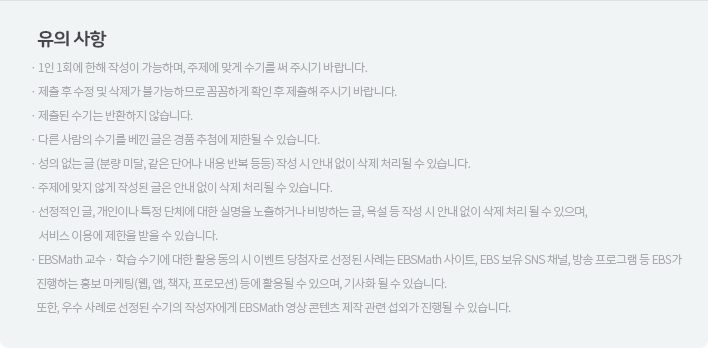 유의 사항
· 1인 1회에 한해 작성이 가능하며, 주제에 맞게 수기를 써 주시기 바랍니다.
· 제출 후 수정 및 삭제가 불가능하므로 꼼꼼하게 확인 후 제출해 주시기 바랍니다.
· 제출된 수기는 반환하지 않습니다.
· 다른 사람의 수기를 베낀 글은 경품 추첨에 제한될 수 있습니다.
· 성의 없는 글 (분량 미달, 같은 단어나 내용 반복 등등) 작성 시 안내 없이 삭제 처리될 수 있습니다.
· 주제에 맞지 않게 작성된 글은 안내 없이 삭제 처리될 수 있습니다.
· 선정적인 글, 개인이나 특정 단체에 대한 실명을 노출하거나 비방하는 글, 욕설 등 작성 시 안내 없이 삭제 처리 될 수 있으며,
서비스 이용에 제한을 받을 수 있습니다.
· EBSMath 교수 · 학습 수기에 대한 활용 동의 시 이벤트 당첨자로 선정된 사례는 EBSMath 사이트, EBS 보유 SNS 채널, 방송 프로그램 등 EBS가
진행하는 홍보 마케팅(웹, 앱, 책자, 프로모션) 등에 활용될 수 있으며, 기사화 될 수 있습니다.
또한, 우수 사례로 선정된 수기의 작성자에게 EBSMath 영상 콘텐츠 제작 관련 섭외가 진행될 수 있습니다.